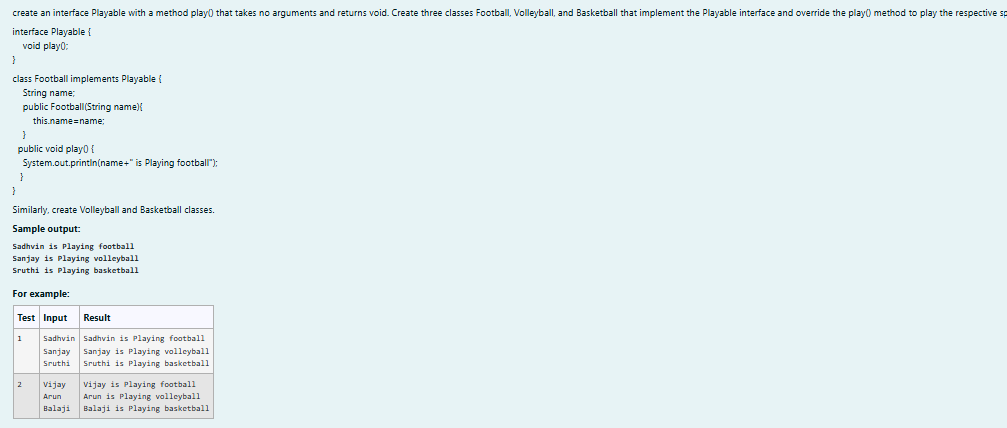 create an interface Playable with a method play() that takes no arguments and returns void. Create three classes Football, Volleyball, and Basketball that implement the Playable interface and override the play() method to play the respective sp
interface Playable {
void play();
}
class Football implements Playable {
String name;
public Football(String name){
this.name=name;
}
public void play() {
System.out.println(name+" is Playing football");
}
}
Similarly, create Volleyball and Basketball classes.
Sample output:
Sadhvin is Playing football
Sanjay is Playing volleyball
Sruthi is Playing basketball
For example:
Test Input Result
1 Sadhvin Sadhvin is Playing football
Sanjay Sanjay is Playing volleyball
Sruthi Sruthi is Playing basketball
2 Vijay Vijay is Playing football
Arun Arun is Playing volleyball
Balaji Balaji is Playing basketball